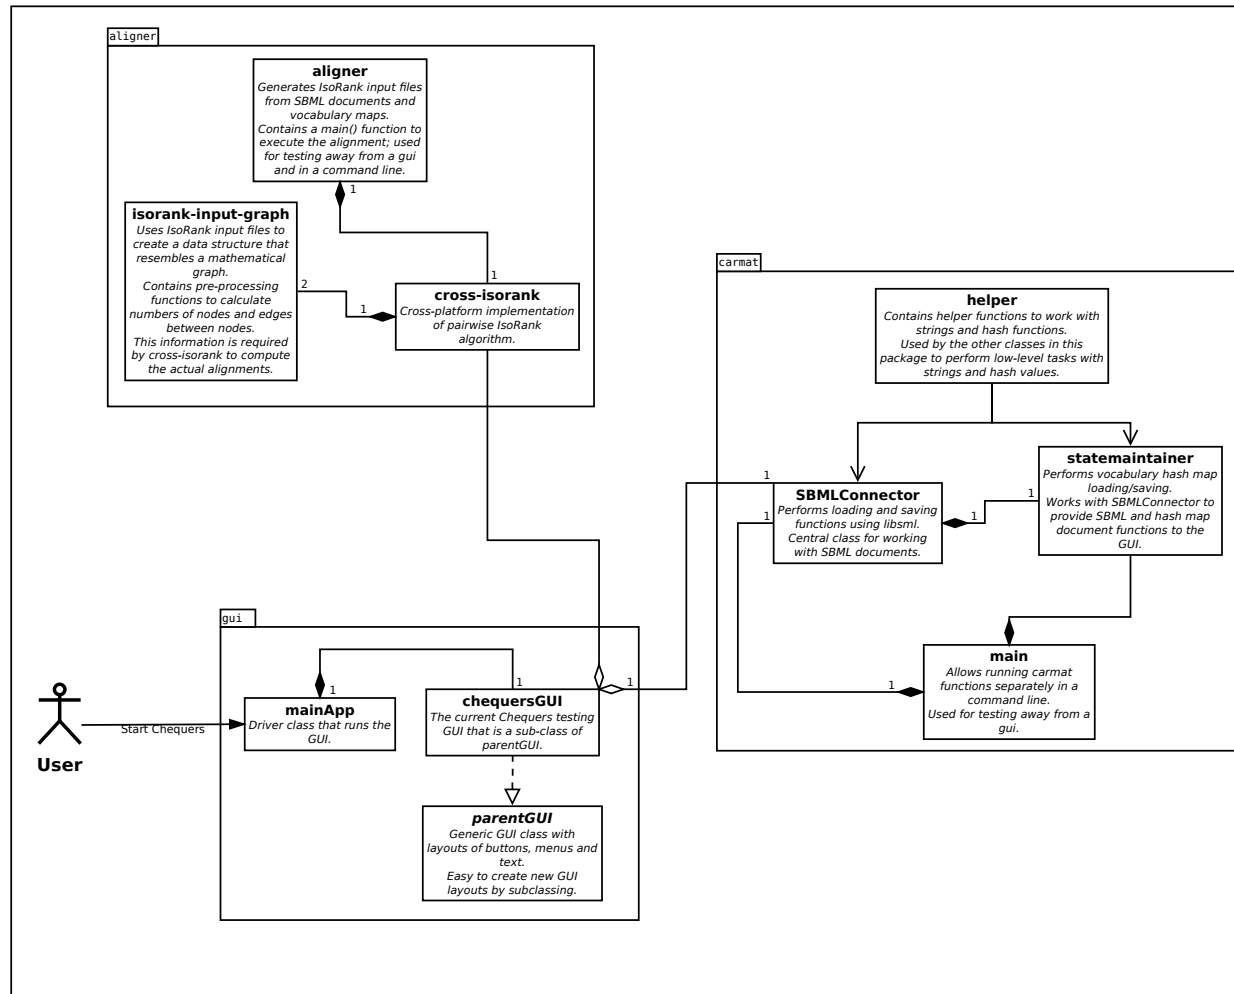 aligner
aligner
Generates IsoRank input files
from SBML documents and
vocabulary maps.
Contains a main() function to
execute the alignment; used
for testing away from a gui
and in a command line.
1
isorank-input-graph
Uses IsoRank input files to
create a data structure that
resembles a mathematical
graph.
Contains pre-processing
functions to calculate
numbers of nodes and edges
between nodes.
This information is required
by cross-isorank to compute
the actual alignments.
2
1
1
cross-isorank
Cross-platform implementation
of pairwise IsoRank
algorithm.
carmat
helper
Contains helper functions to work with
strings and hash functions.
Used by the other classes in this
package to perform low-level tasks with
strings and hash values.
statemaintainer
Performs vocabulary hash map
loading/saving.
Works with SBMLConnector to
provide SBML and hash map
document functions to the
GUI.
1
1
1
1
SBMLConnector
Performs loading and saving
functions using libsml.
Central class for working
with SBML documents.
main
Allows running carmat
functions separately in a
command line.
Used for testing away from a
gui.
1
gui
mainApp
Driver class that runs the
GUI.
1
1
1
chequersGUI
The current Chequers testing
GUI that is a sub-class of
parentGUI.
parentGUI
Generic GUI class with
layouts of buttons, menus and
text.
Easy to create new GUI
layouts by subclassing.
Start Chequers
User